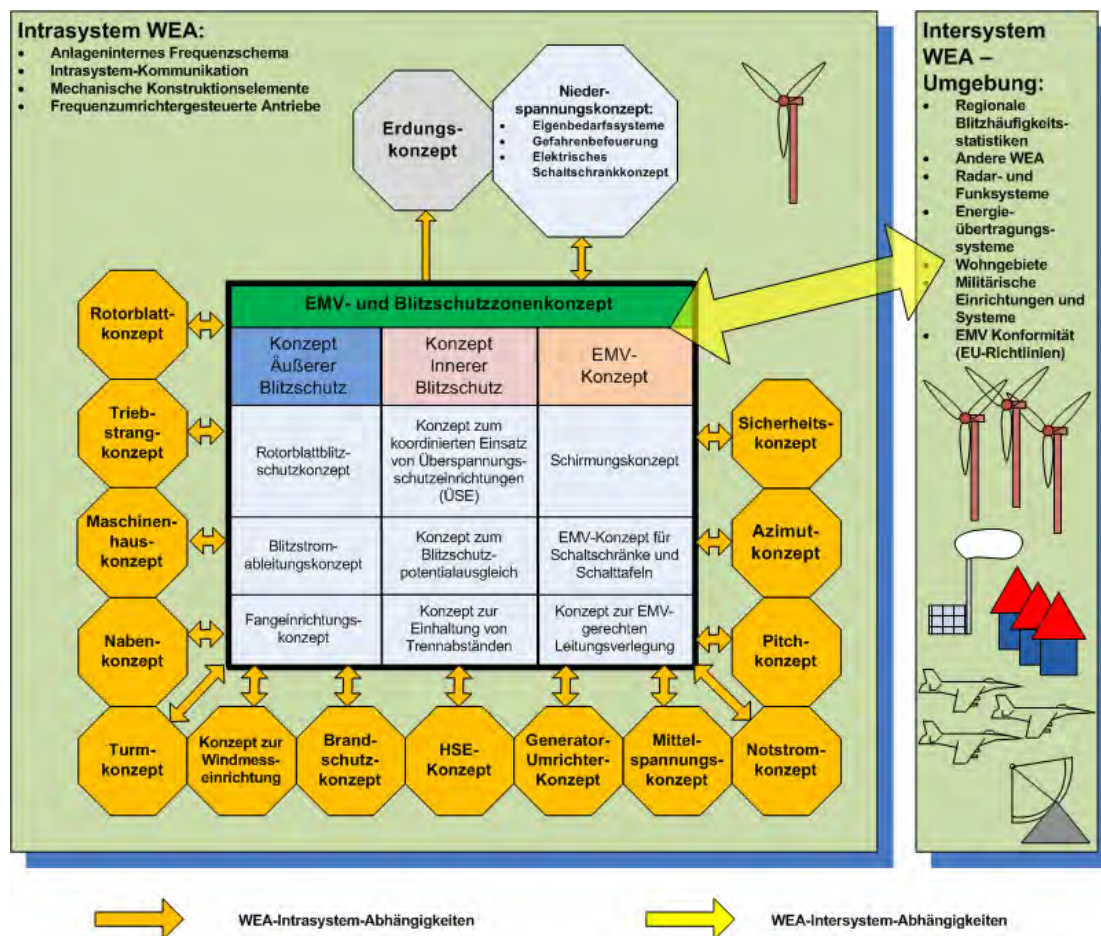 Intrasystem WEA:
• Anlageninternes Frequenzschema
• Intrasystem-Kommunikation
• Mechanische Konstruktionselemente
• Frequenzumrichtergesteuerte Antriebe
Erdungs-
konzept
Nieder-
spannungskonzept:
• Eigenbedarfssysteme
• Gefahrenbefeuerung
• Elektrisches
Schaltschrankkonzept
EMV- und Blitzschutzzonenkonzept
Konzept
Äußerer
Blitzschutz
Konzept
Innerer
Blitzschutz
EMV-
Konzept
Rotorblattblitz-
schutzkonzept
Konzept zum
koordinierten Einsatz
von Überspannungs-
schutzeinrichtungen
(ÜSE)
Schirmungskonzept
Blitzstrom-
ableitungskonzept
Konzept zum
Blitzschutz-
potentialausgleich
EMV-Konzept für
Schaltschränke und
Schalttafeln
Fangeinrichtungs-
konzept
Konzept zur
Einhaltung von
Trennabständen
Konzept zur EMV-
gerechten
Leitungsverlegung
Rotorblatt-
konzept
Trieb-
strang-
konzept
Maschinen-
haus-
konzept
Naben-
konzept
Turm-
konzept
Konzept zur
Windmess-
einrichtung
Brand-
schutz-
konzept
HSE-
Konzept
Generator-
Umrichter-
Konzept
Mittel-
spannungs-
konzept
Notstrom-
konzept
Sicherheits-
konzept
Azimut-
konzept
Pitch-
konzept
Intersystem
WEA –
Umgebung:
• Regionale
Blitzhäufigkeits-
statistiken
• Andere WEA
• Radar- und
Funksysteme
• Energie-
übertragungs-
systeme
• Wohngebiete
• Militärische
Einrichtungen und
Systeme
• EMV Konformität
(EU-Richtlinien)
WEA-Intrasystem-Abhängigkeiten
WEA-Intersystem-Abhängigkeiten